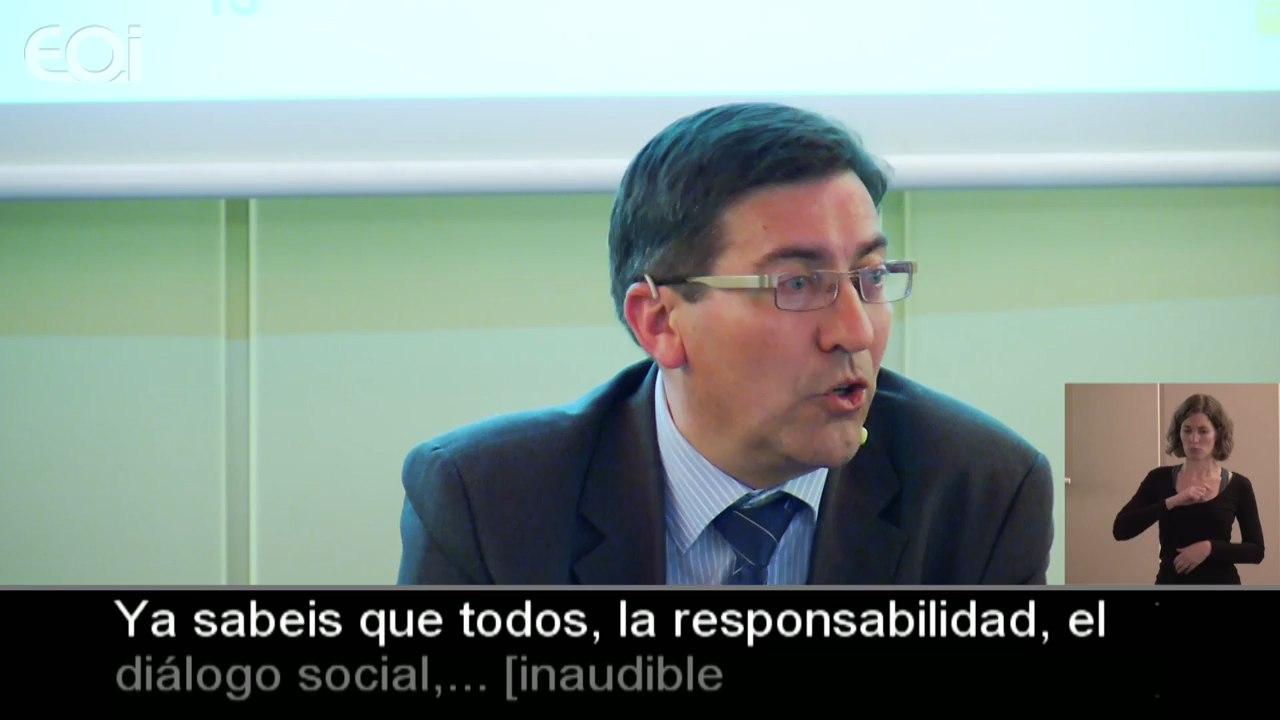 eoi
Ya sabeis que todos, la responsabilidad, el
diálogo social,... [inaudible